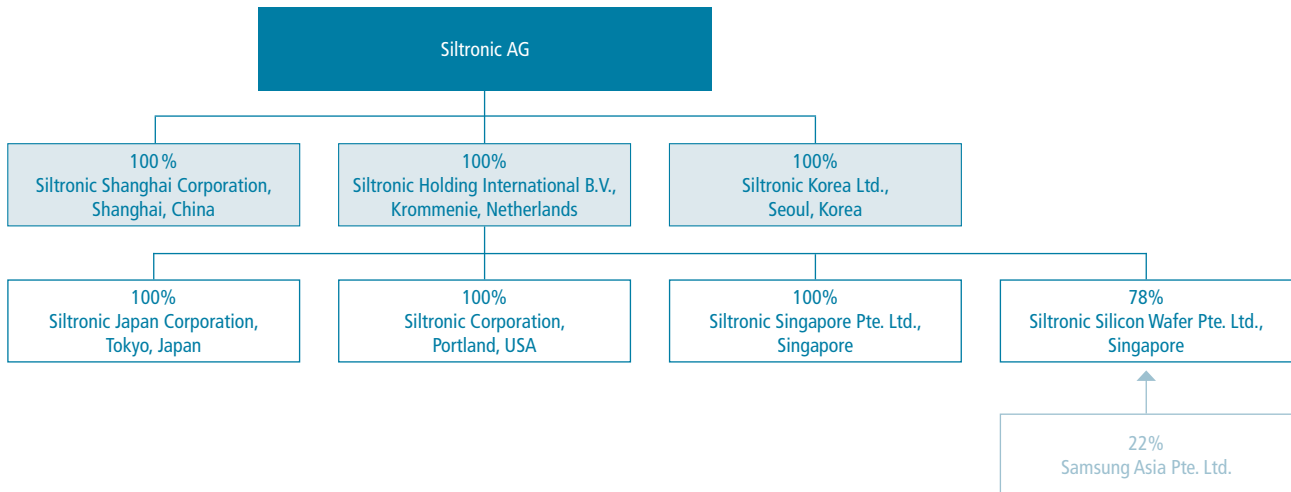 Siltronic AG
100 %
Siltronic Shanghai Corporation,
Shanghai, China
100%
Siltronic Holding International B.V.,
Krommenie, Netherlands
100%
Siltronic Korea Ltd.,
Seoul, Korea
100%
Siltronic Japan Corporation,
Tokyo, Japan
100%
Siltronic Corporation,
Portland, USA
100%
Siltronic Singapore Pte. Ltd.,
Singapore
78%
Siltronic Silicon Wafer Pte. Ltd.,
Singapore
22%
Samsung Asia Pte. Ltd.